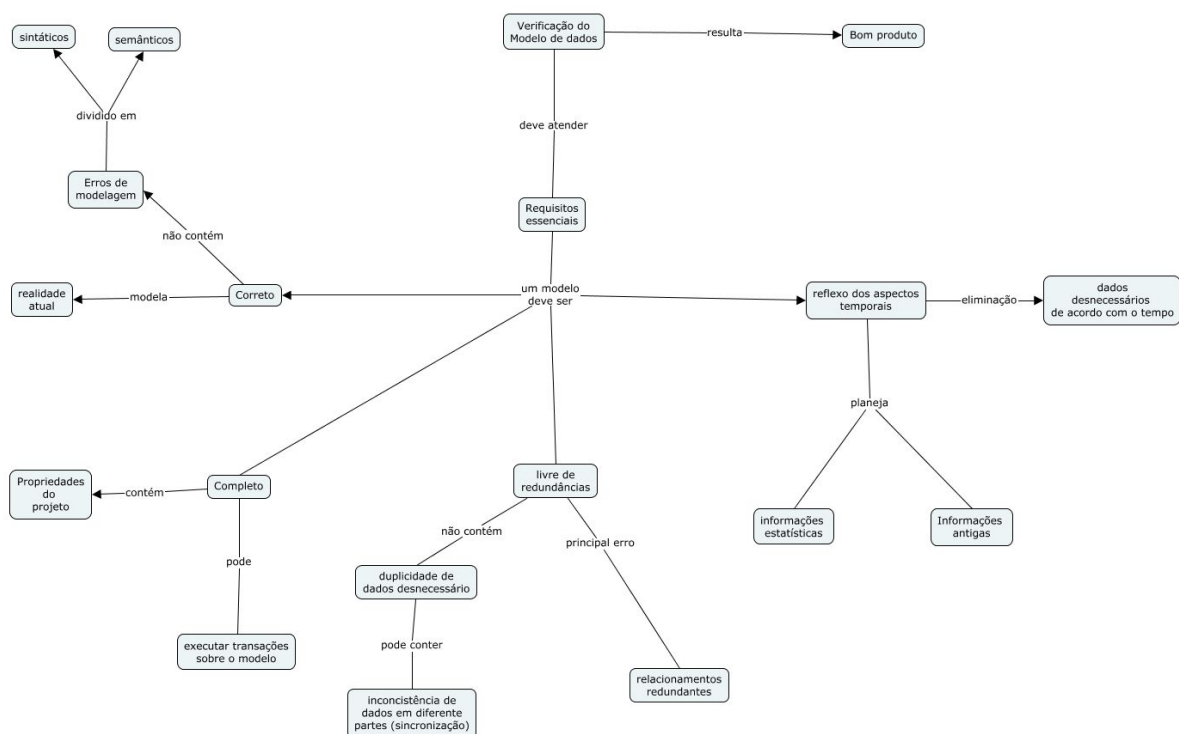 Verificação do
Modelo de dados
resulta
Bom produto
sintáticos
semânticos
dividido em
deve atender
Erros de
modelagem
Requisitos
essenciais
não contém
realidade
atual
modela
Correto
um modelo
deve ser
reflexo dos aspectos
temporais
eliminação
dados
desnecessários
de acordo com o tempo
planeja
Propriedades
do
projeto
contém
Completo
livre de
redundâncias
informações
estatísticas
Informações
antigas
não contém
principal erro
pode
duplicidade de
dados desnecessário
executar transações
sobre o modelo
pode conter
relacionamentos
redundantes
inconcistência de
dados em diferente
partes (sincronização)